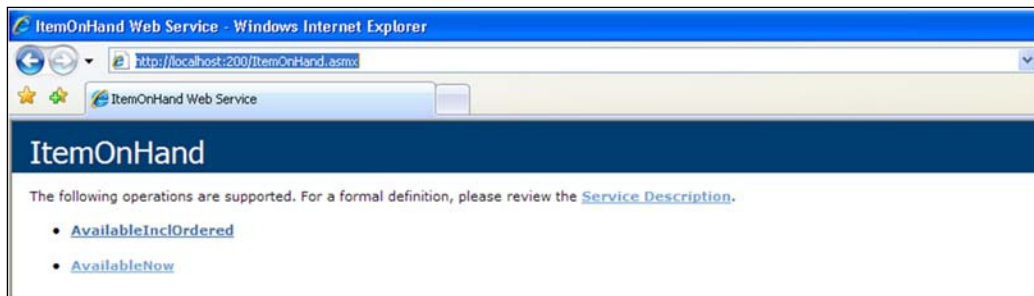 ItemOnHand Web Service - Windows Internet Explorer
http://localhost:200/ItemOnHand.asmx
ItemOnHand Web Service
ItemOnHand
The following operations are supported. For a formal definition, please review the Service Description.
AvailableInclOrdered
AvailableNow